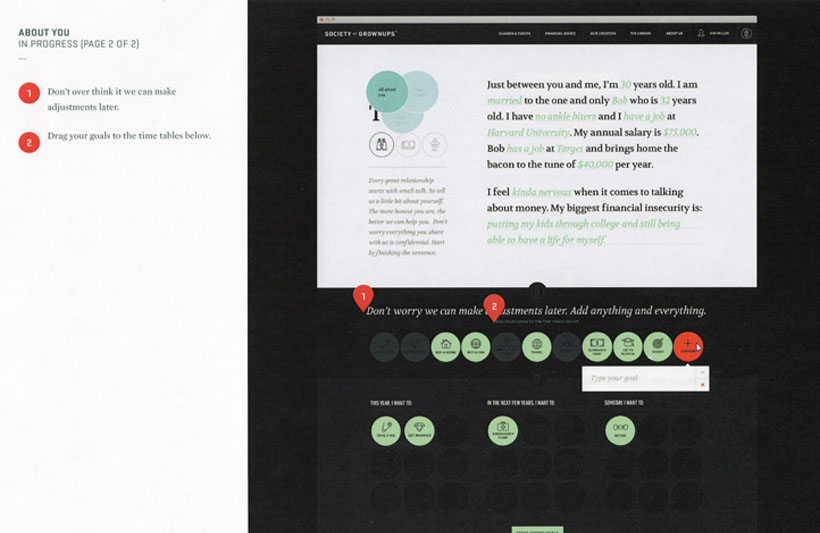 ABOUT YOU
IN PROGRESS (PAGE 2 OF 2)
1 Don't over think it we can make
adjustments later.
2 Drag your goals to the time tables below.
SOCIETY OF GROWNUPS
CLASSES & EVENTS FINANCIAL ADVICE OUR LOCATION THE LIBRARY ABOUT US
All about
you
Every great relationship
starts with small talk. So tell
us a little bit about yourself.
The more honest you are, the
better we can help you. Don't
worry everything you share
with us is confidential. Start
by finishing the sentence.
Just between you and me, I'm 30 years old. I am
married to the one and only Bob who is 32 years
old. I have no ankle biters and I have a job at
Harvard University. My annual salary is $75,000.
Bob has a job at Target and brings home the
bacon to the tune of $40,000 per year.
I feel kinda nervous when it comes to talking
about money. My biggest financial insecurity is:
putting my kids through college and still being
able to have a life for myself.
1
2
Don't worry we can make adjustments later. Add anything and everything.
BUY A HOME BUY A CAR TRAVEL
Type your goal
THIS YEAR, I WANT TO: IN THE NEXT FEW YEARS, I WANT TO: SOMEDAY, I WANT TO:
GET MARRIED EMERGENCY FUND RETIRE